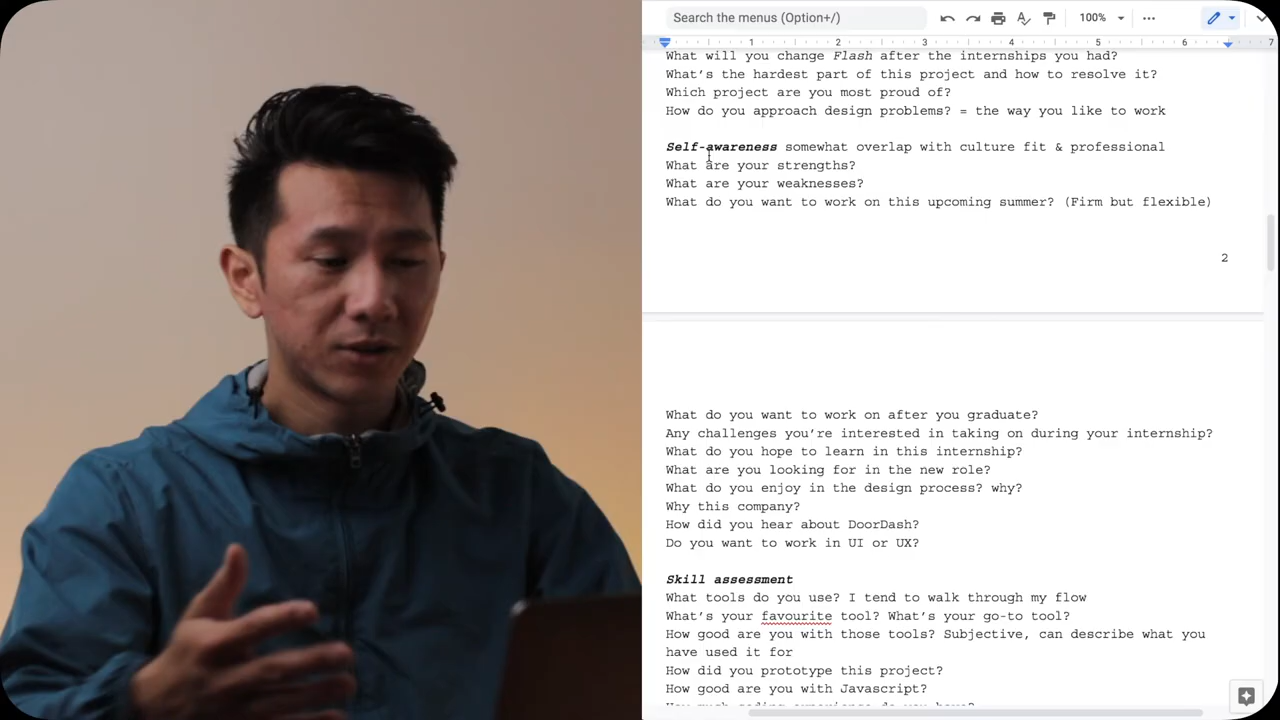 Search the menus (Option+/)
100%
1 2 3 4 5 6 7
What will you change Flash after the internships you had?
What's the hardest part of this project and how to resolve it?
Which project are you most proud of?
How do you approach design problems? = the way you like to work
Self-awareness somewhat overlap with culture fit & professional
What are your strengths?
What are your weaknesses?
What do you want to work on this upcoming summer? (Firm but flexible)
2
What do you want to work on after you graduate?
Any challenges you're interested in taking on during your internship?
What do you hope to learn in this internship?
What are you looking for in the new role?
What do you enjoy in the design process? why?
Why this company?
How did you hear about DoorDash?
Do you want to work in UI or UX?
Skill assessment
What tools do you use? I tend to walk through my flow
What's your favourite tool? What's your go-to tool?
How good are you with those tools? Subjective, can describe what you
have used it for
How did you prototype this project?
How good are you with Javascript?